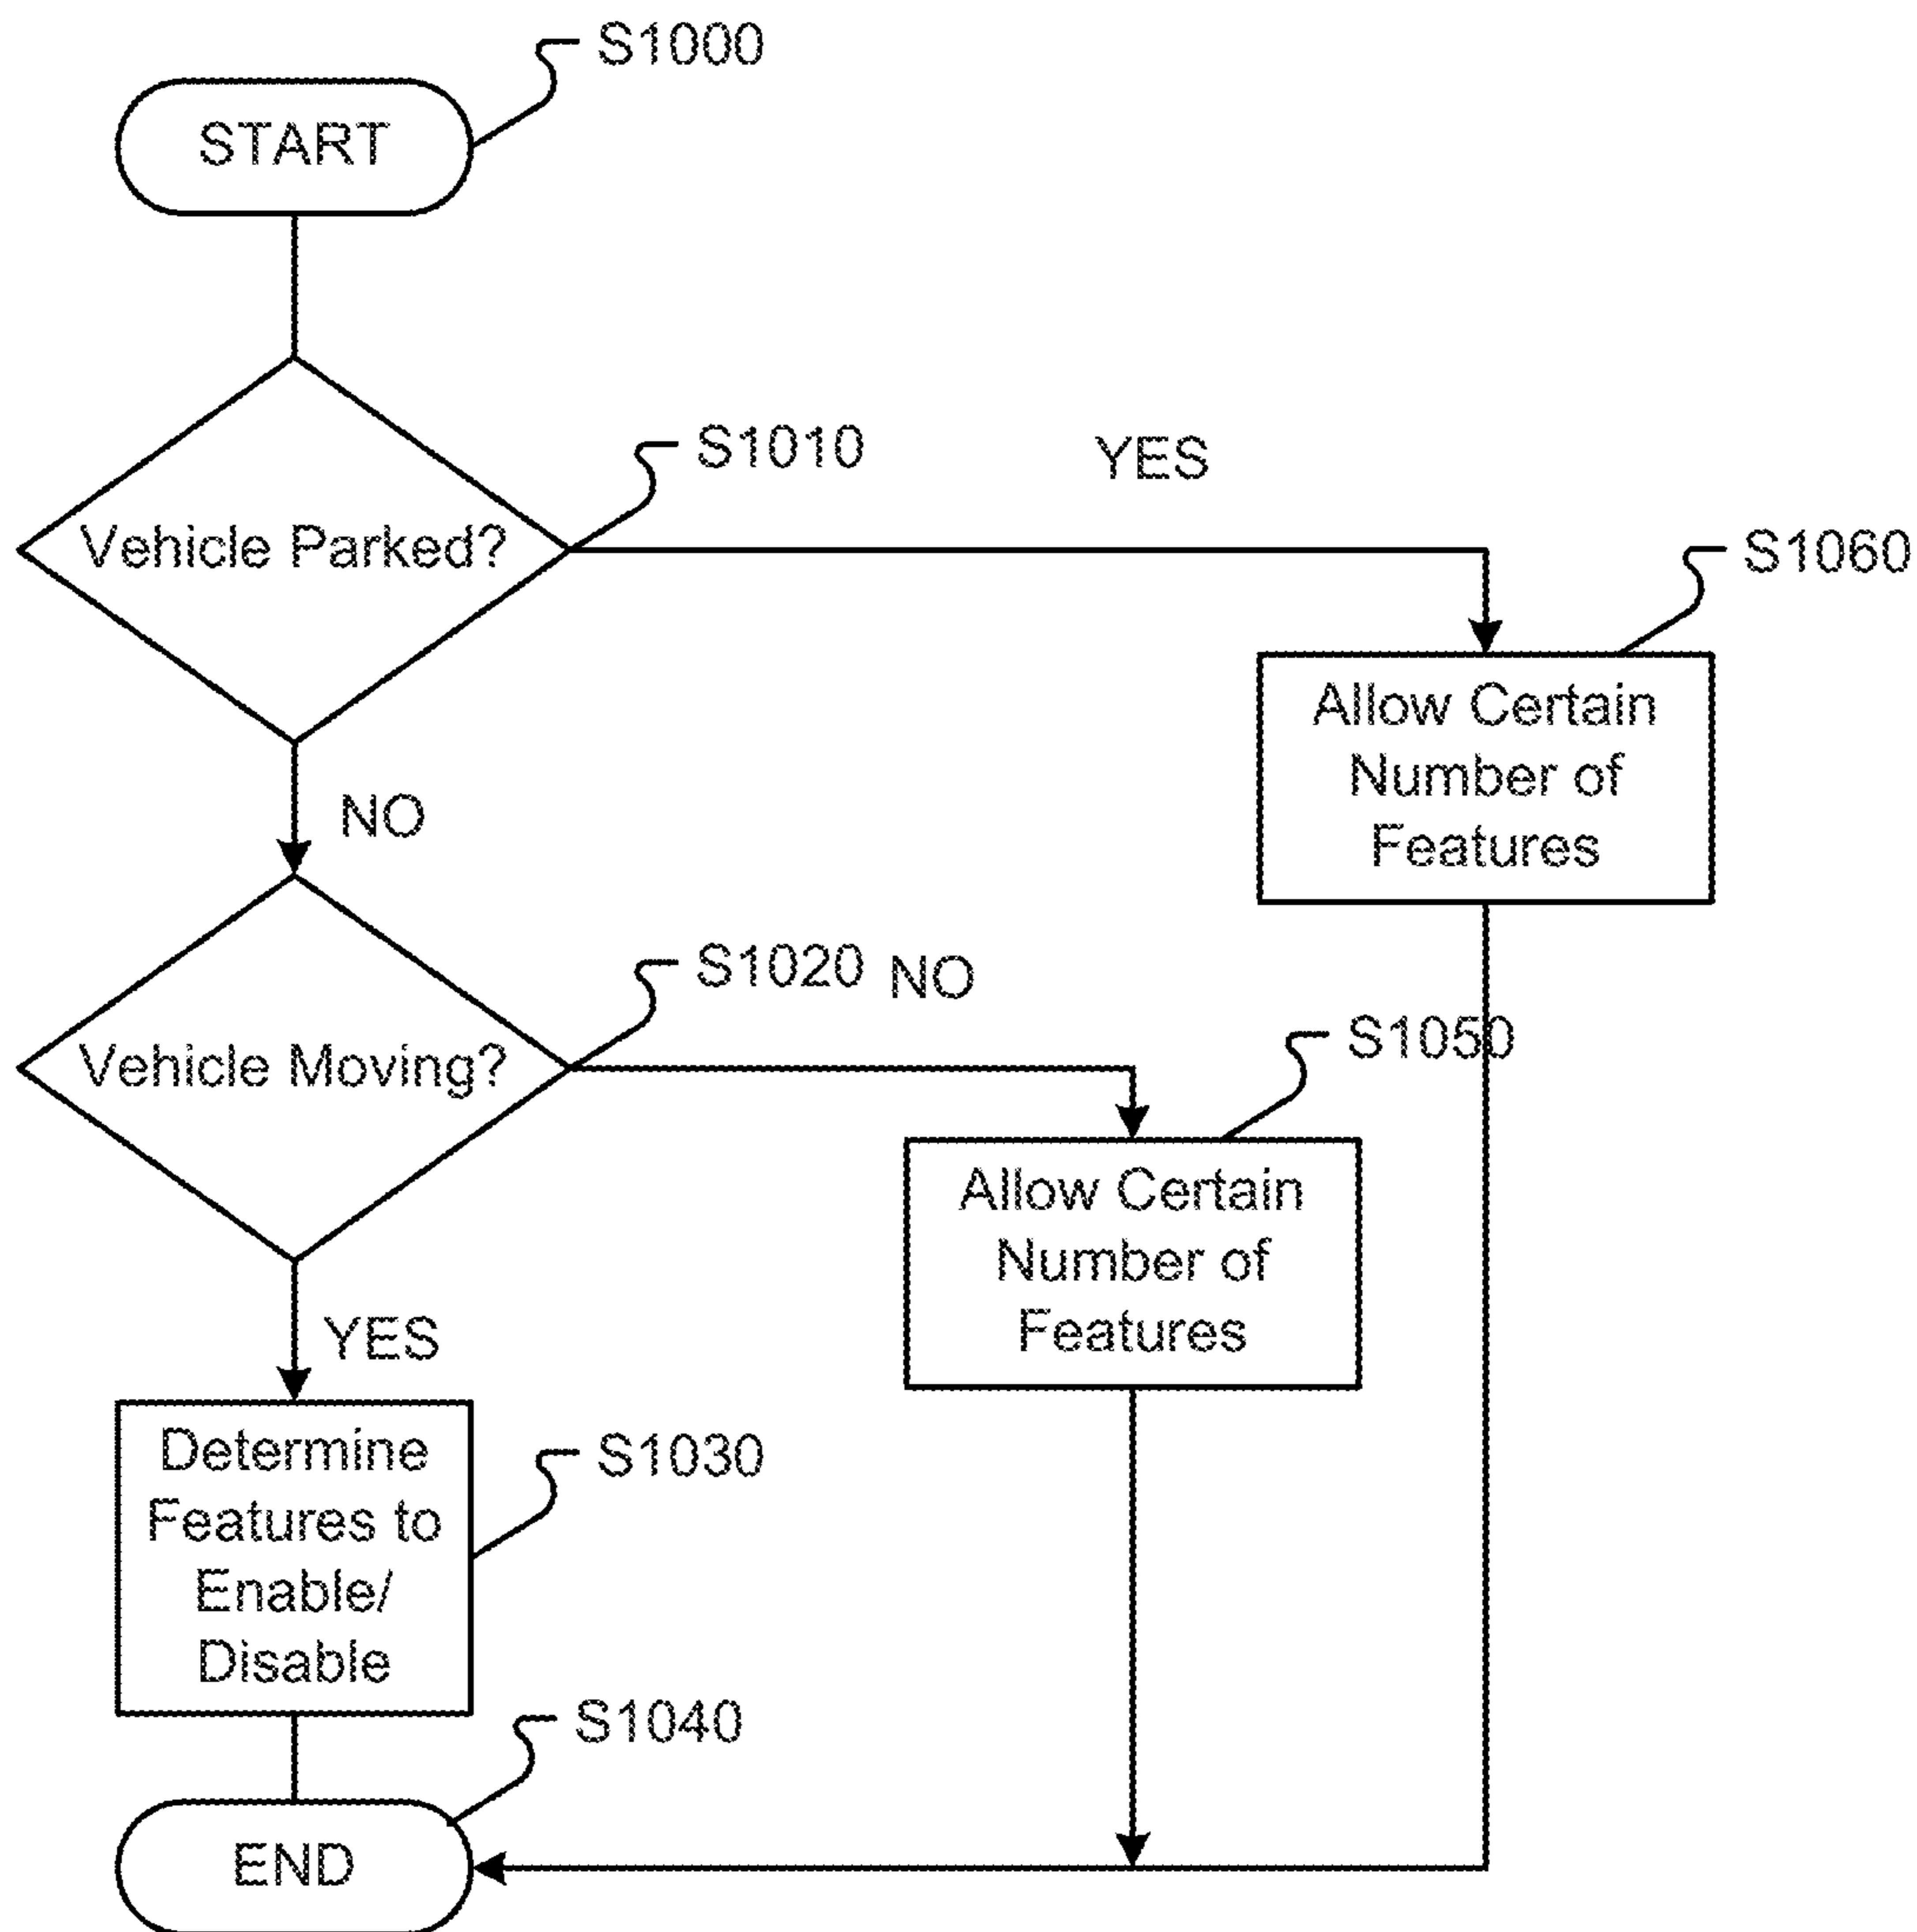 S1000
START
S1010
YES
Vehicle Parked?
S1060
Allow Certain
Number of
Features
NO
S1020
NO
S1050
Vehicle Moving?
Allow Certain
Number of
Features
YES
Determine
Features to
Enable/
Disable
S1030
S1040
END